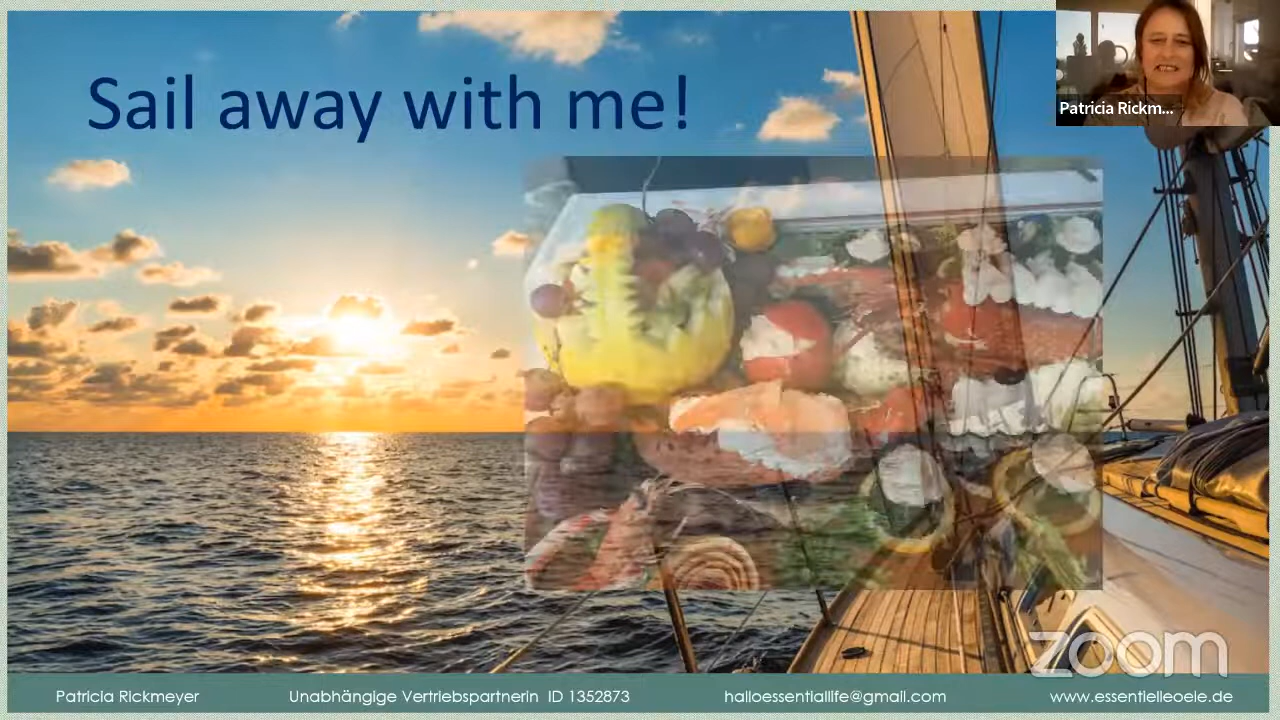 Sail away with me!
Patricia Rickm...
zoom
Patricia Rickmeyer Unabhängige Vertriebspartnerin ID 1352873 halloessentiallife@gmail.com www.essentielleoele.de